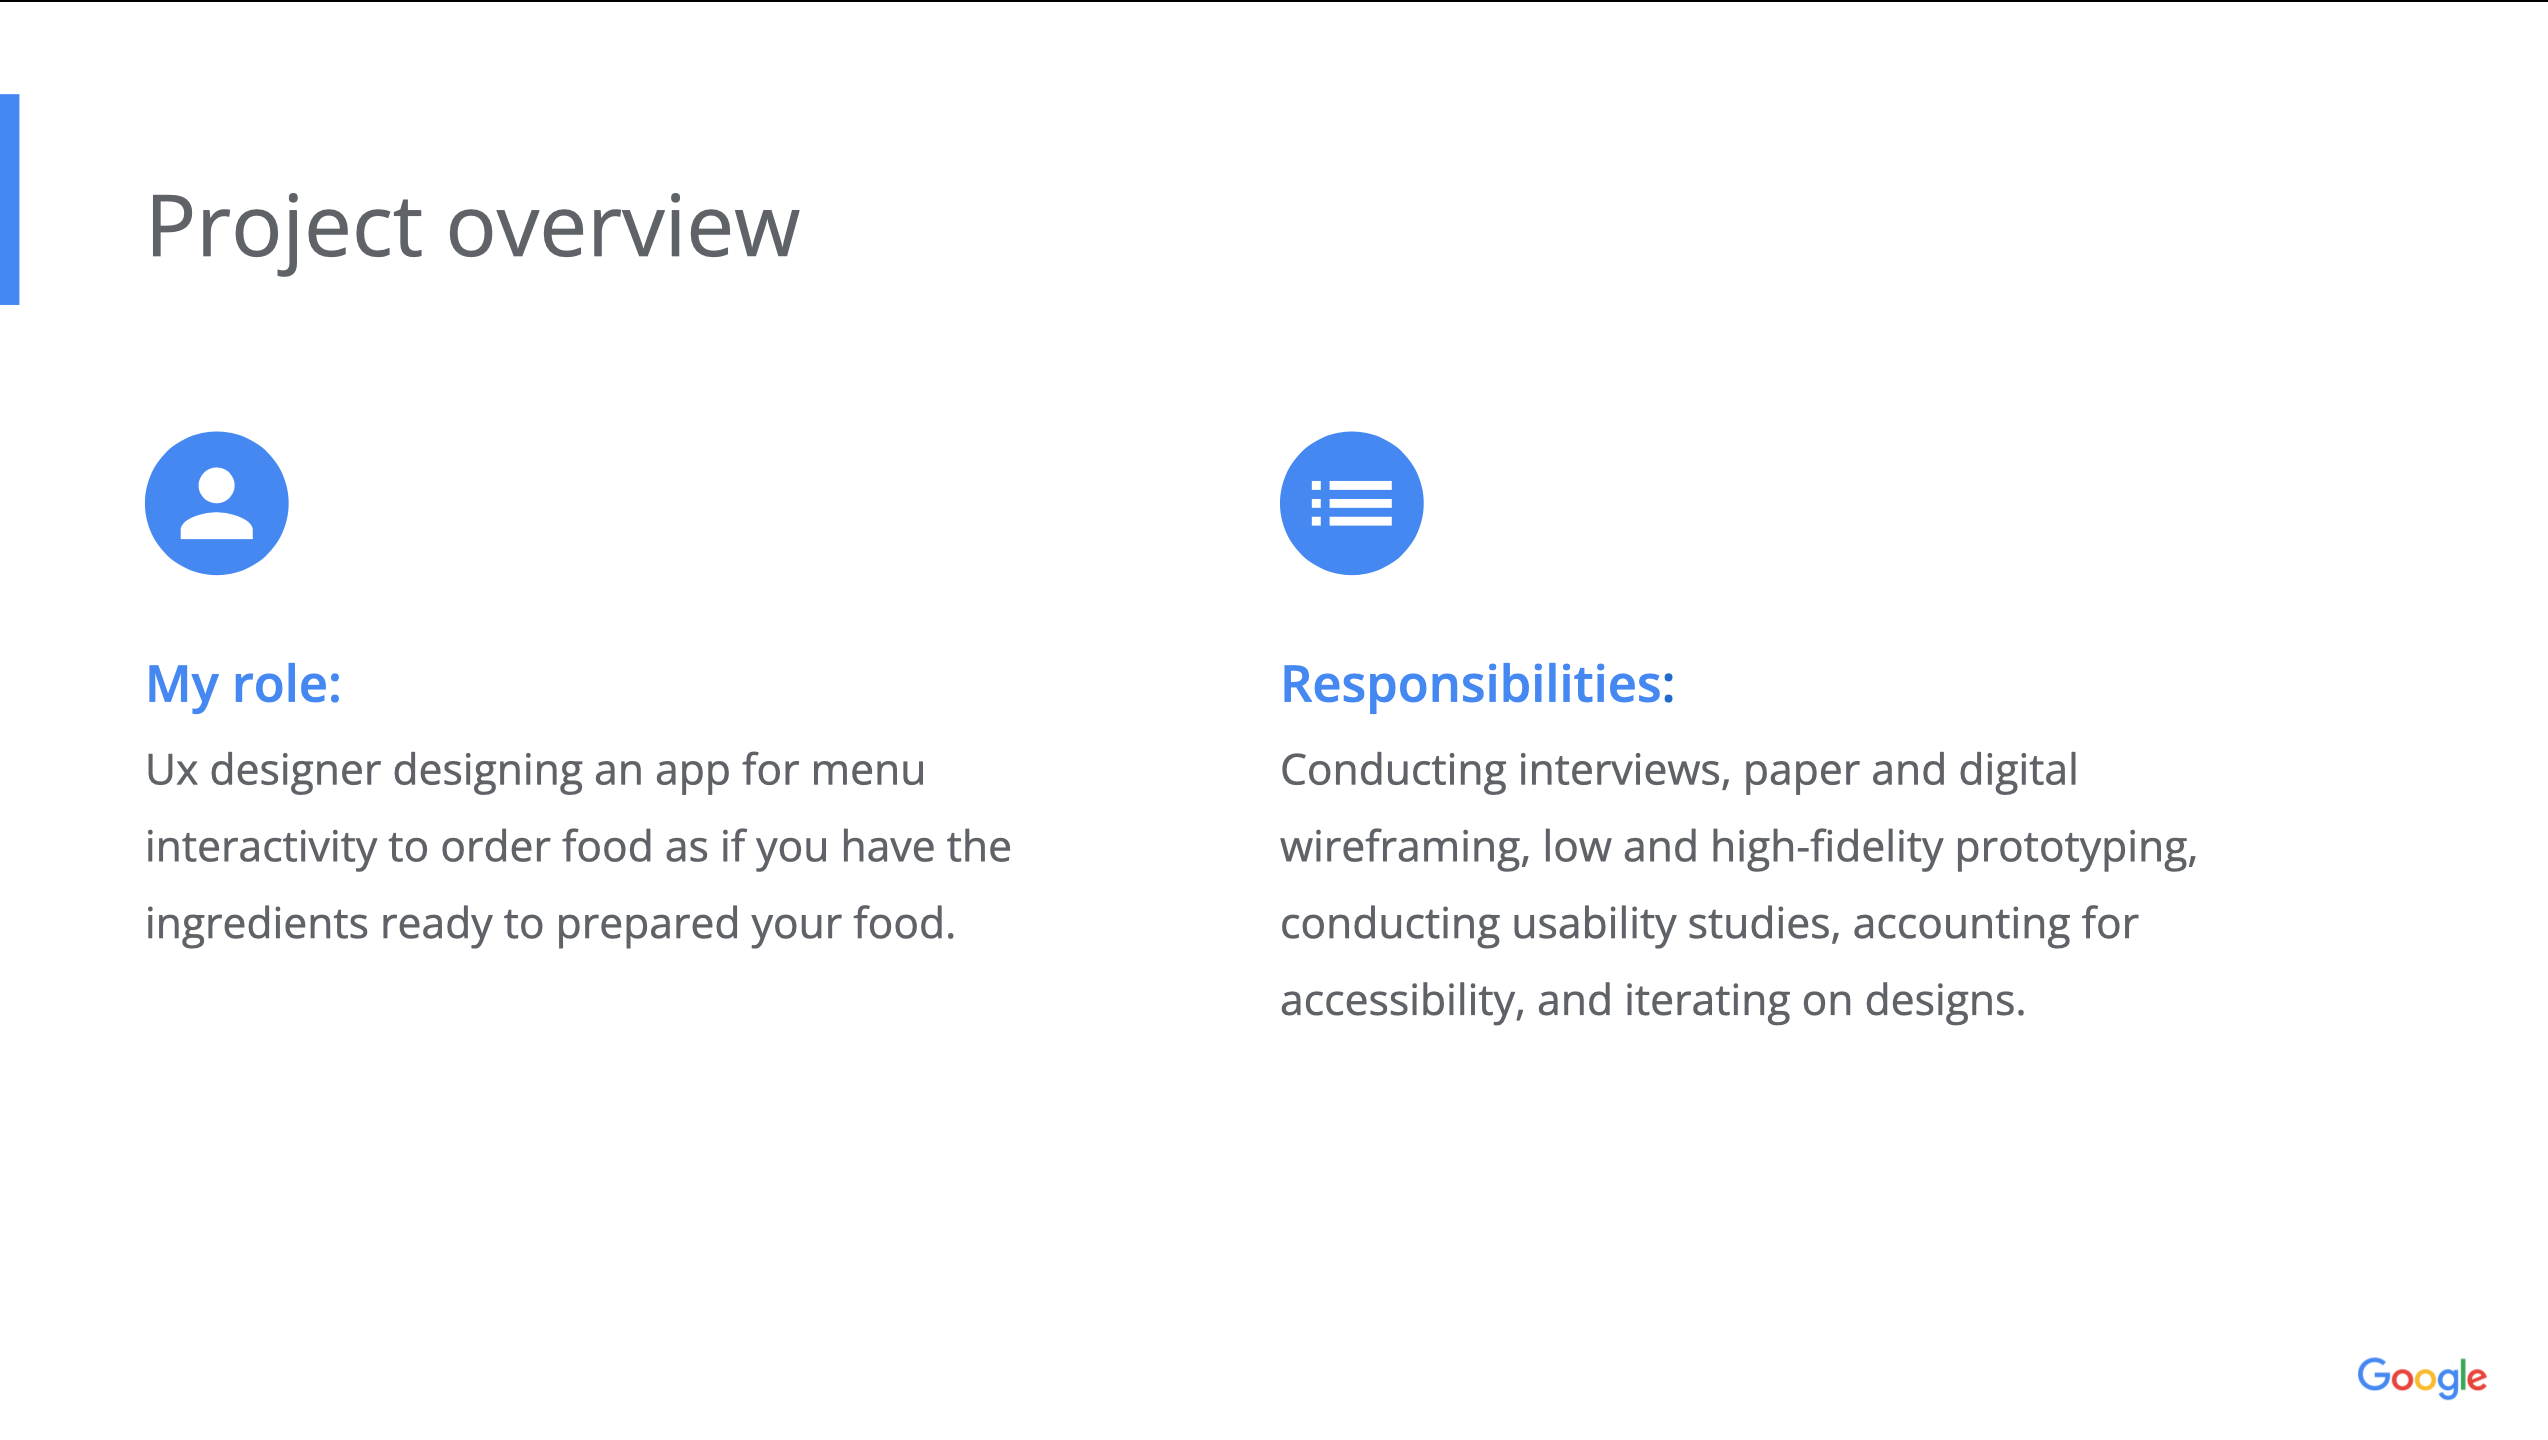 Project overview
My role:
Ux designer designing an app for menu
interactivity to order food as if you have the
ingredients ready to prepared your food.
Responsibilities:
Conducting interviews, paper and digital
wireframing, low and high-fidelity prototyping,
conducting usability studies, accounting for
accessibility, and iterating on designs.
Google